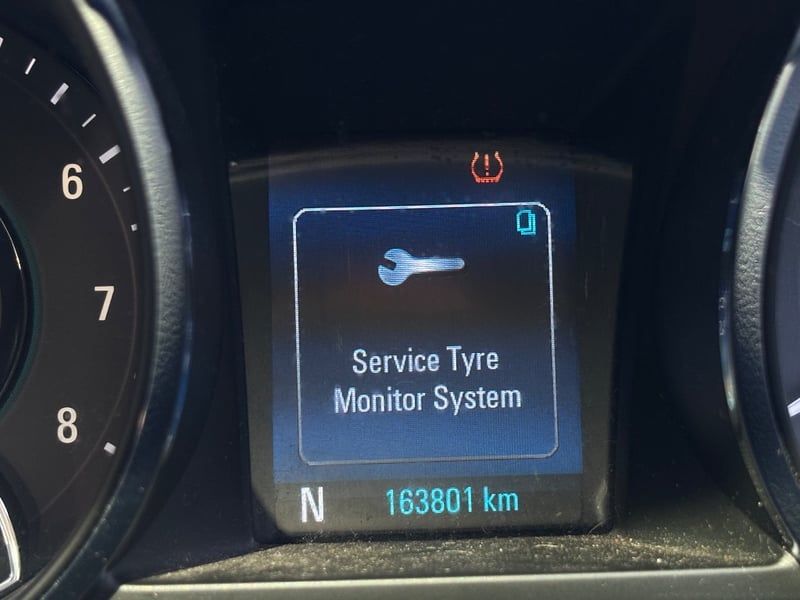 6
7
8
Service Tyre
Monitor System
N
163801 km